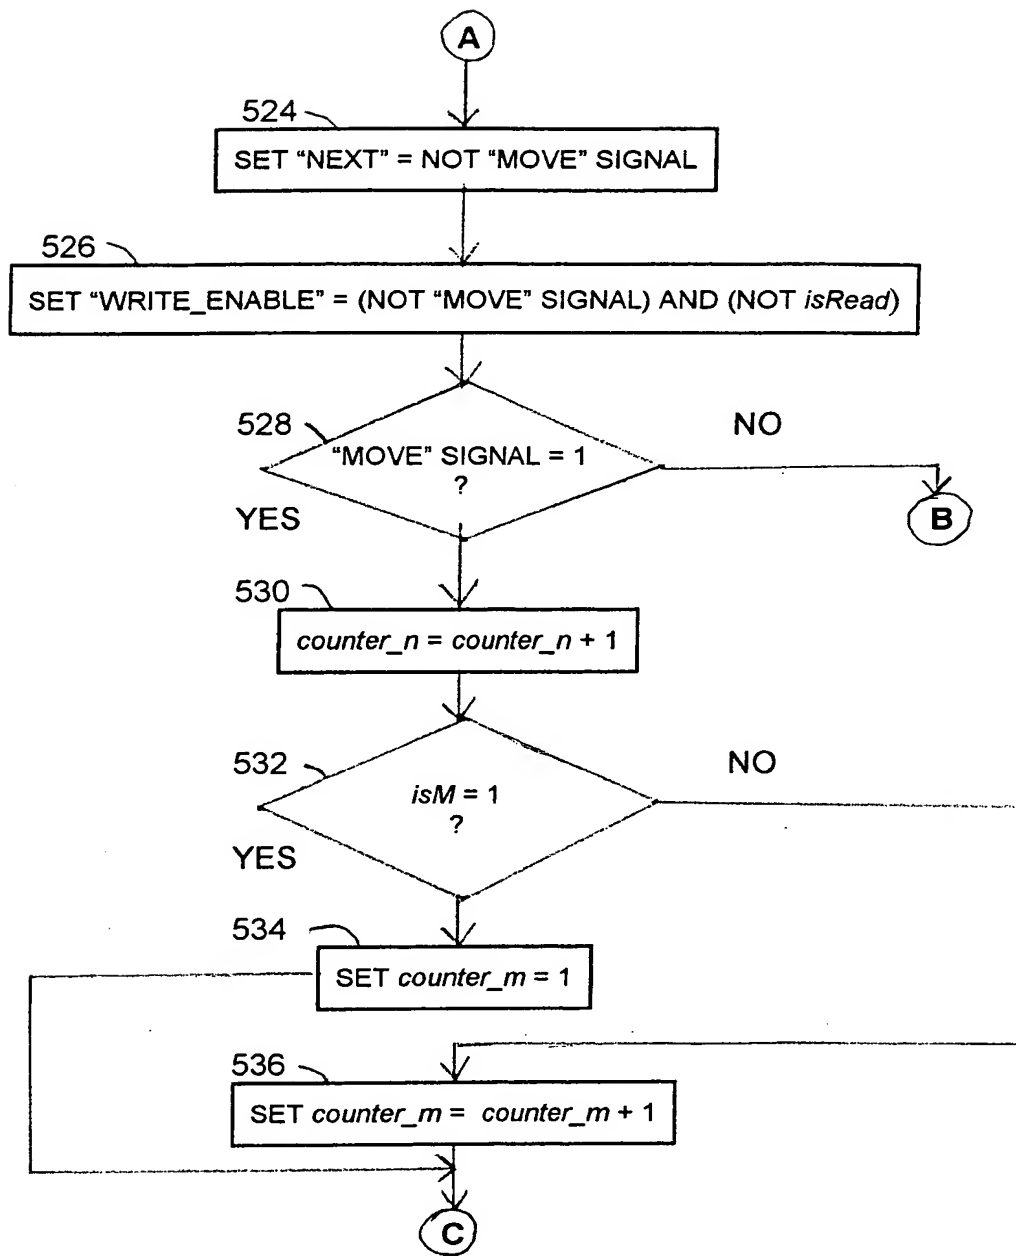 A
524
SET “NEXT” = NOT “MOVE” SIGNAL
526
SET “WRITE_ENABLE” = (NOT “MOVE” SIGNAL) AND (NOT isRead)
528
NO
“MOVE” SIGNAL = 1
?
B
YES
530
counter_n = counter_n + 1
532
NO
isM = 1
?
YES
534
SET counter_m = 1
536
SET counter_m = counter_m + 1
C